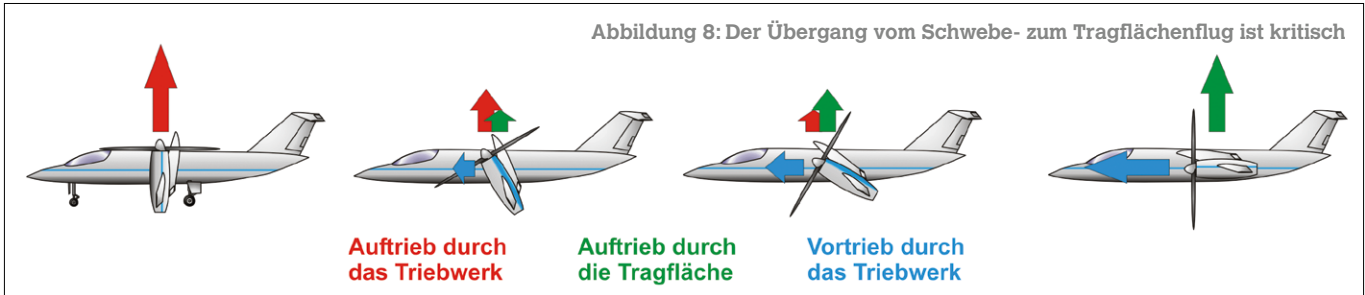 Abbildung 8: Der Übergang vom Schwebe- zum Tragflächenflug ist kritisch
Auftrieb durch
das Triebwerk
Auftrieb durch
die Tragfläche
Vortrieb durch
das Triebwerk